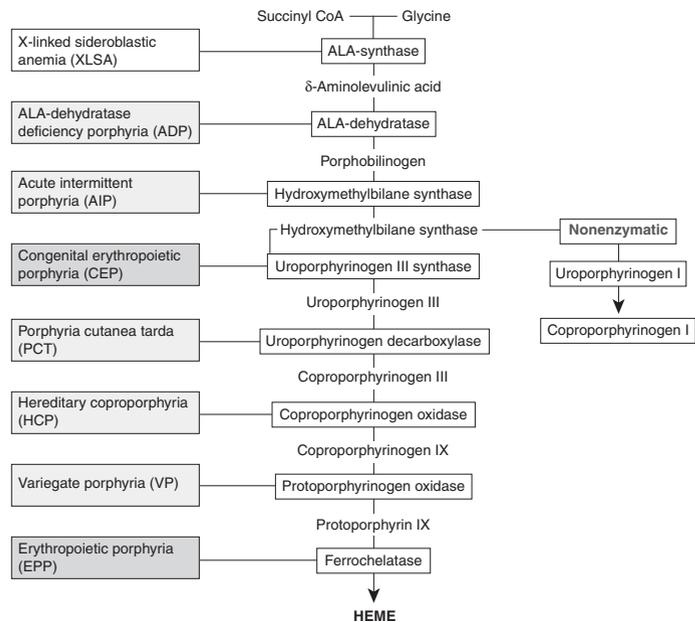 Succinyl CoA Glycine
X-linked sideroblastic
anemia (XLSA)
ALA-synthase
δ-Aminolevulinic acid
ALA-dehydratase
deficiency porphyria (ADP)
ALA-dehydratase
Porphobilinogen
Acute intermittent
porphyria (AIP)
Hydroxymethylbilane synthase
Hydroxymethylbilane synthase
Nonenzymatic
Congenital erythropoietic
porphyria (CEP)
Uroporphyrinogen III synthase
Uroporphyrinogen I
Uroporphyrinogen III
Coproporphyrinogen I
Porphyria cutanea tarda
(PCT)
Uroporphyrinogen decarboxylase
Coproporphyrinogen III
Hereditary coproporphyria
(HCP)
Coproporphyrinogen oxidase
Coproporphyrinogen IX
Variegate porphyria (VP)
Protoporphyrinogen oxidase
Protoporphyrin IX
Erythropoietic porphyria
(EPP)
Ferrochelatase
HEME